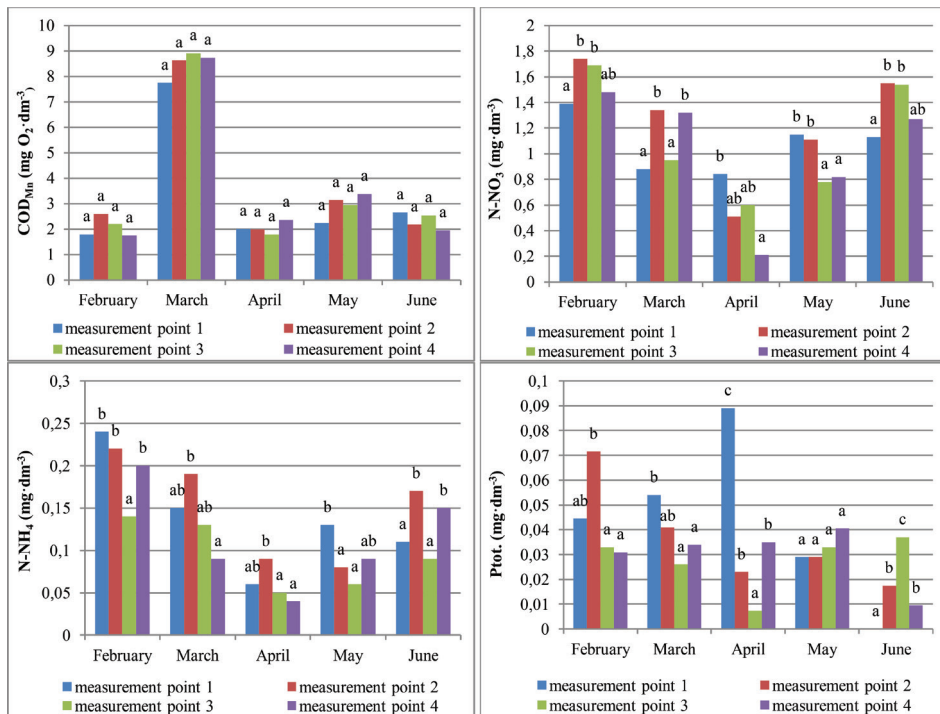 COD_Mn (mg O₂·dm⁻³)
10
9
8
7
6
5
4
3
2
1
0
a a a a
a a a a
a a a a
a a a a
a a a a
February March April May June
measurement point 1 measurement point 2
measurement point 3 measurement point 4
N-NO₃ (mg·dm⁻³)
2
1,8
1,6
1,4
1,2
1
0,8
0,6
0,4
0,2
0
a b b ab
a b a b
b ab ab a
b b a a
a b b ab
February March April May June
measurement point 1 measurement point 2
measurement point 3 measurement point 4
N-NH₄ (mg·dm⁻³)
0,3
0,25
0,2
0,15
0,1
0,05
0
b b a b
ab b ab a
ab b a a
b a a ab
a b a b
February March April May June
measurement point 1 measurement point 2
measurement point 3 measurement point 4
Ptot. (mg·dm⁻³)
0,1
0,09
0,08
0,07
0,06
0,05
0,04
0,03
0,02
0,01
0
ab b a a
b ab a a
c b a b
a a a a
a b c b
February March April May June
measurement point 1 measurement point 2
measurement point 3 measurement point 4